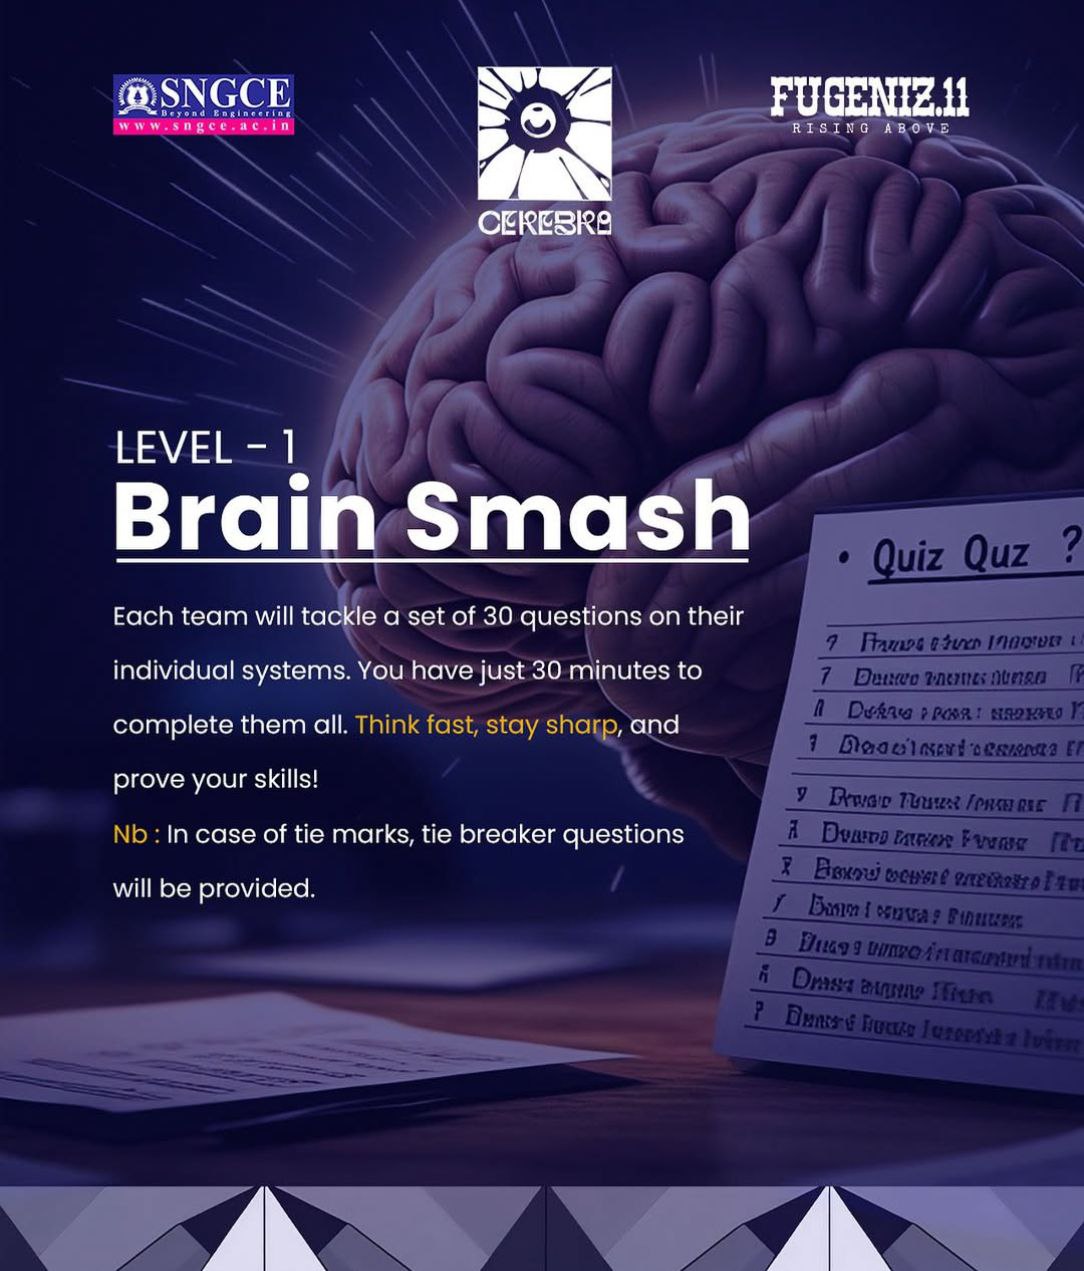 SNGCE
Beyond Engineering
www.sngce.ac.in
CEREBRO
FUGENIZ.11
RISING ABOVE
LEVEL - 1
Brain Smash
Each team will tackle a set of 30 questions on their
individual systems. You have just 30 minutes to
complete them all. Think fast, stay sharp, and
prove your skills!
Nb : In case of tie marks, tie breaker questions
will be provided.
• Quiz Quz ?